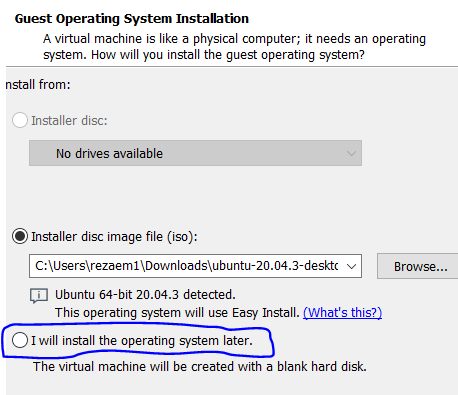 Guest Operating System Installation
A virtual machine is like a physical computer; it needs an operating
system. How will you install the guest operating system?
nstall from:
Installer disc:
No drives available
Installer disc image file (iso):
C:\Users\rezaem1\Downloads\ubuntu-20.04.3-deskto
Browse...
Ubuntu 64-bit 20.04.3 detected.
This operating system will use Easy Install. (What's this?)
I will install the operating system later.
The virtual machine will be created with a blank hard disk.